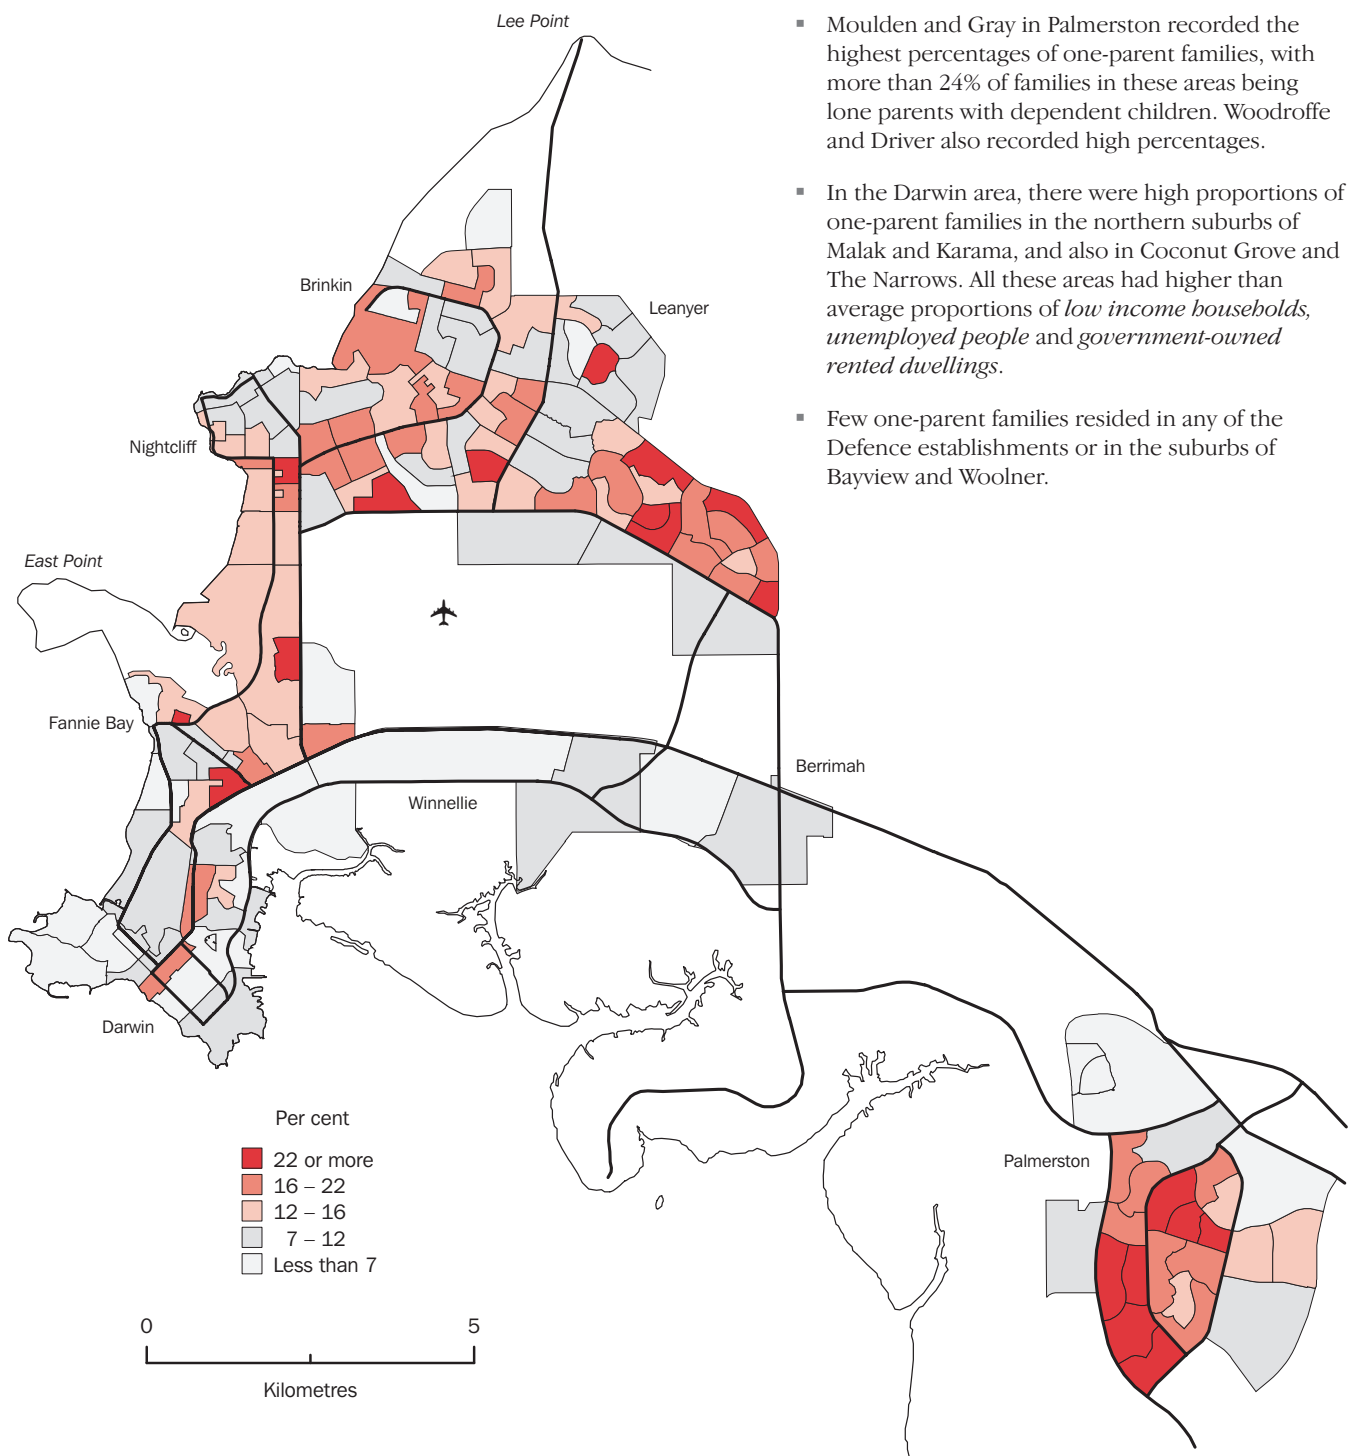 Lee Point
▪ Moulden and Gray in Palmerston recorded the
highest percentages of one-parent families, with
more than 24% of families in these areas being
lone parents with dependent children. Woodroffe
and Driver also recorded high percentages.
▪ In the Darwin area, there were high proportions of
one-parent families in the northern suburbs of
Malak and Karama, and also in Coconut Grove and
The Narrows. All these areas had higher than
average proportions of low income households,
unemployed people and government-owned
rented dwellings.
▪ Few one-parent families resided in any of the
Defence establishments or in the suburbs of
Bayview and Woolner.
Brinkin
Leanyer
Nightcliff
East Point
Fannie Bay
Berrimah
Winnellie
Darwin
Palmerston
Per cent
22 or more
16 – 22
12 – 16
7 – 12
Less than 7
0 5
Kilometres